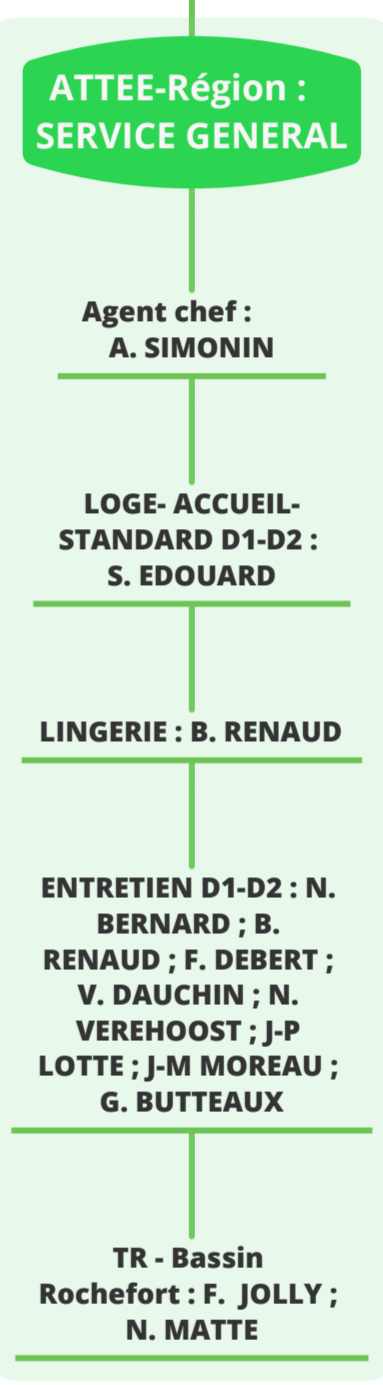 ATTEE-Région :
SERVICE GENERAL
Agent chef :
A. SIMONIN
LOGE- ACCUEIL-
STANDARD D1-D2 :
S. EDOUARD
LINGERIE : B. RENAUD
ENTRETIEN D1-D2 : N.
BERNARD ; B.
RENAUD ; F. DEBERT ;
V. DAUCHIN ; N.
VEREHOOST ; J-P
LOTTE ; J-M MOREAU ;
G. BUTTEAUX
TR - Bassin
Rochefort : F. JOLLY ;
N. MATTE